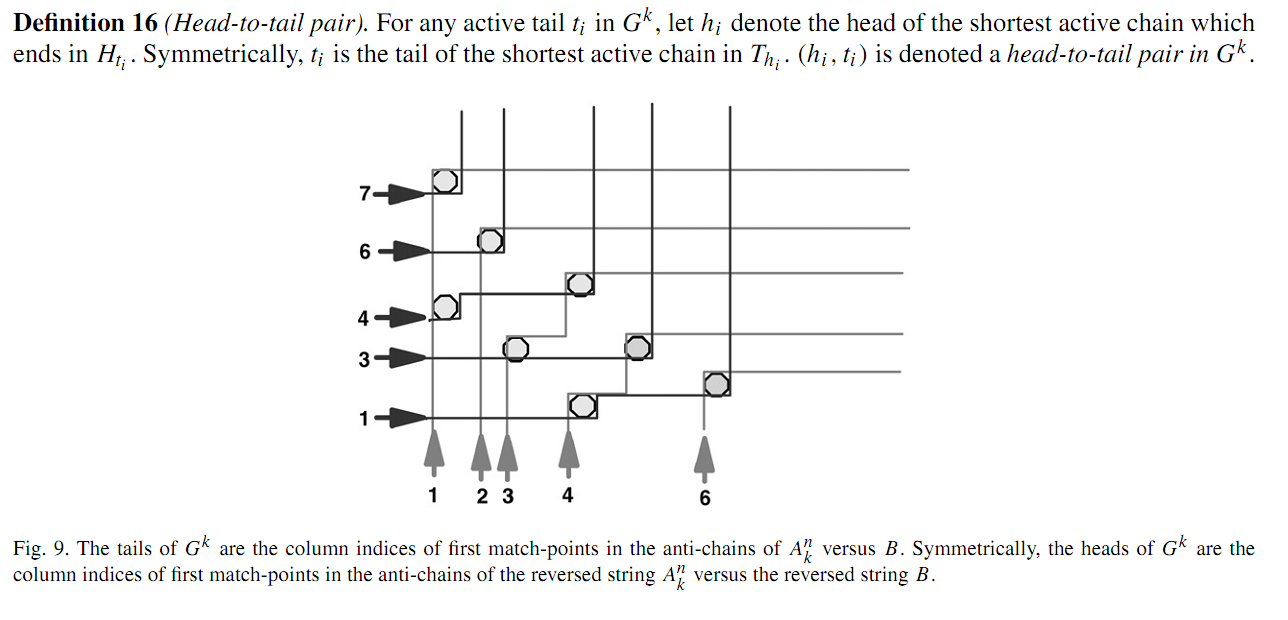 Definition 16 (Head-to-tail pair). For any active tail tᵢ in Gᵏ, let hᵢ denote the head of the shortest active chain which
ends in H_{tᵢ}. Symmetrically, tᵢ is the tail of the shortest active chain in T_{hᵢ}. (hᵢ, tᵢ) is denoted a head-to-tail pair in Gᵏ.
7
6
4
3
1
1 2 3 4 6
Fig. 9. The tails of Gᵏ are the column indices of first match-points in the anti-chains of Aₖⁿ versus B. Symmetrically, the heads of Gᵏ are the
column indices of first match-points in the anti-chains of the reversed string Aₖⁿ versus the reversed string B.